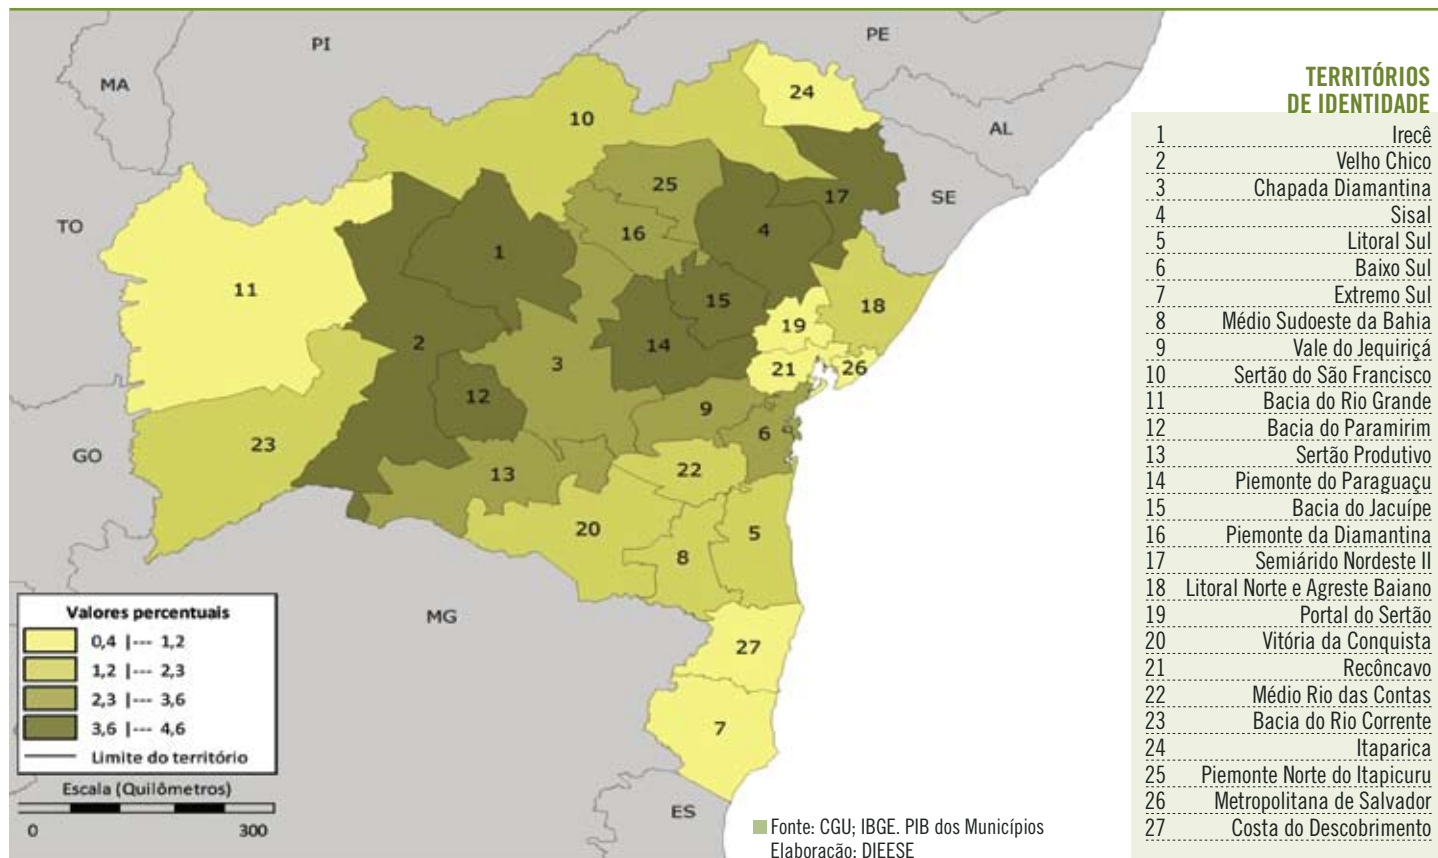 PI
PE
MA
24
10
AL
25
17
TO
SE
16
4
1
11
15
18
19
2
14
3
21
26
12
9
6
23
GO
22
13
20
5
8
MG
27
7
ES
Valores percentuais
0,4 |--- 1,2
1,2 |--- 2,3
2,3 |--- 3,6
3,6 |--- 4,6
Limite do território
Escala (Quilômetros)
0 300
Fonte: CGU; IBGE. PIB dos Municípios
Elaboração: DIEESE
TERRITÓRIOS
DE IDENTIDADE
1 Irecê
2 Velho Chico
3 Chapada Diamantina
4 Sisal
5 Litoral Sul
6 Baixo Sul
7 Extremo Sul
8 Médio Sudoeste da Bahia
9 Vale do Jequiriçá
10 Sertão do São Francisco
11 Bacia do Rio Grande
12 Bacia do Paramirim
13 Sertão Produtivo
14 Piemonte do Paraguaçu
15 Bacia do Jacuípe
16 Piemonte da Diamantina
17 Semiárido Nordeste II
18 Litoral Norte e Agreste Baiano
19 Portal do Sertão
20 Vitória da Conquista
21 Recôncavo
22 Médio Rio das Contas
23 Bacia do Rio Corrente
24 Itaparica
25 Piemonte Norte do Itapicuru
26 Metropolitana de Salvador
27 Costa do Descobrimento